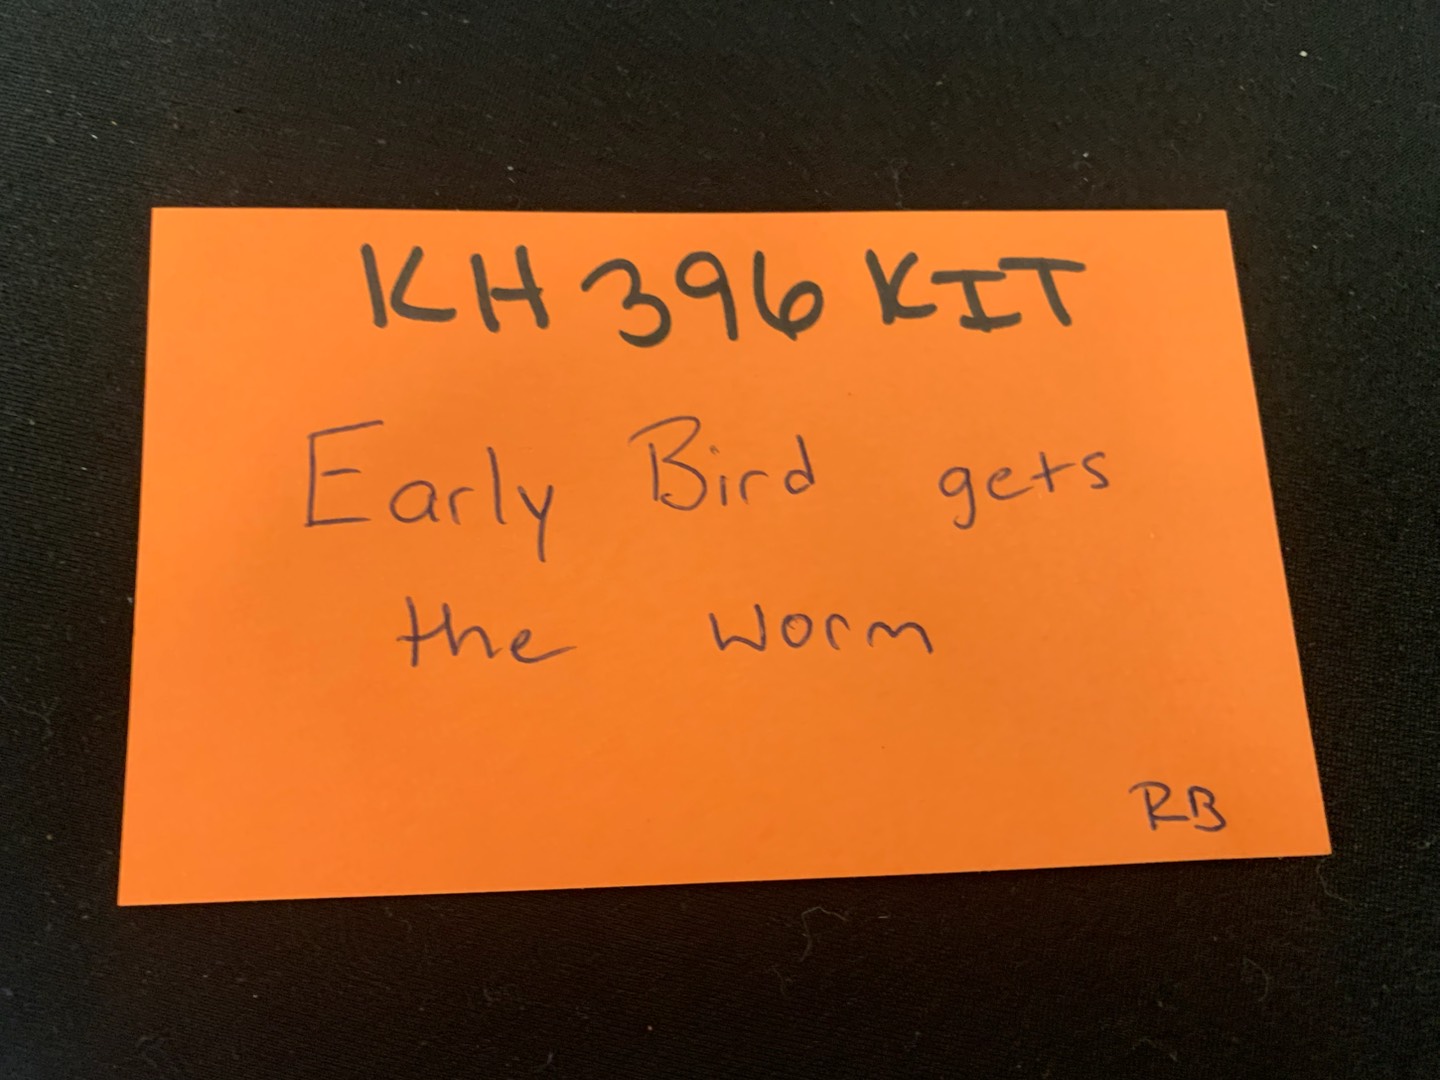 KH 396 KIT
Early Bird gets
the worm
RB